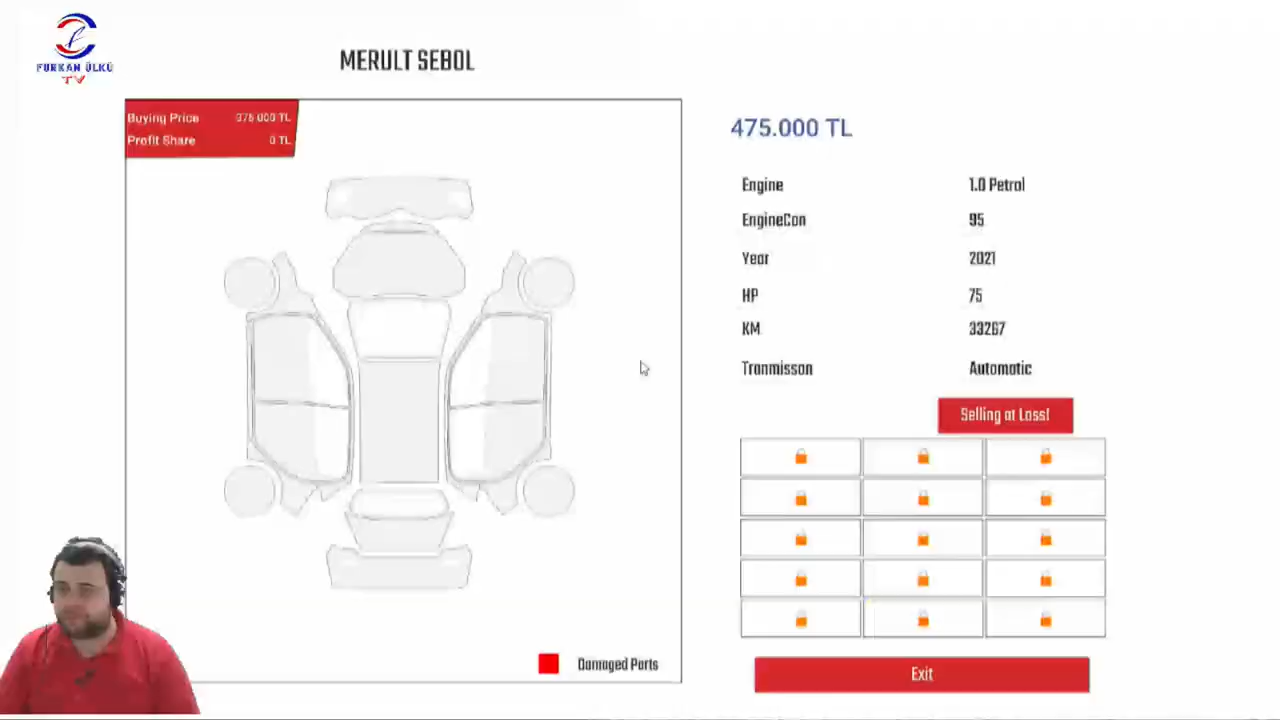 FURKAN ÜLKÜ
TV
MERULT SEBOL
Buying Price 375.000 TL
Profit Share 0 TL
475.000 TL
Engine 1.0 Petrol
EngineCon 95
Year 2021
HP 75
KM 33267
Tranmisson Automatic
Selling at Loss!
Damaged Parts
Exit